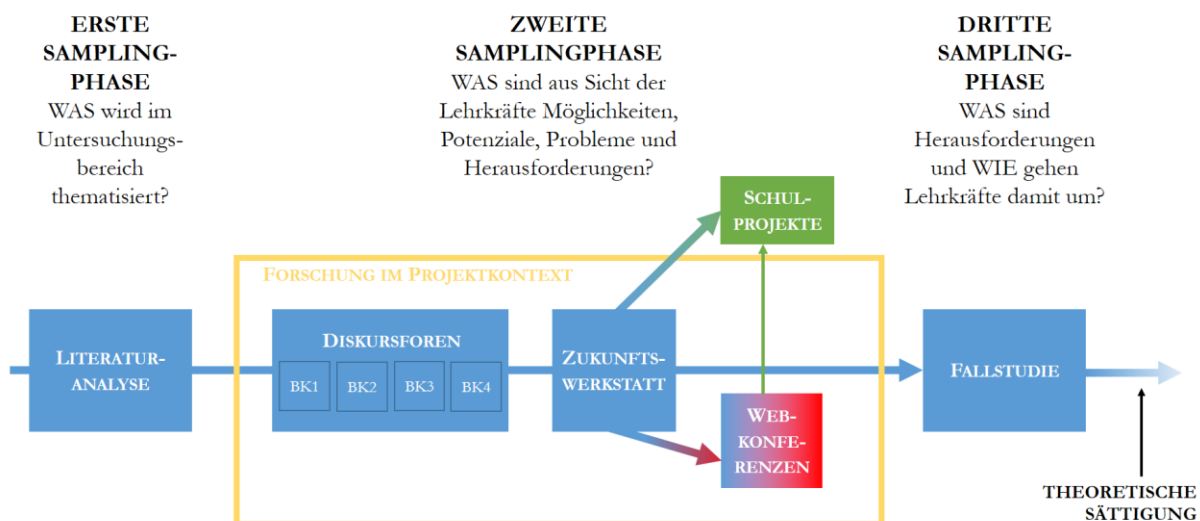 ERSTE
SAMPLING-
PHASE
WAS wird im
Untersuchungs-
bereich
thematisiert?
ZWEITE
SAMPLINGPHASE
WAS sind aus Sicht der
Lehrkräfte Möglichkeiten,
Potenziale, Probleme und
Herausforderungen?
DRITTE
SAMPLING-
PHASE
WAS sind
Herausforderungen
und WIE gehen
Lehrkräfte damit um?
SCHUL-
PROJEKTE
FORSCHUNG IM PROJEKTKONTEXT
LITERATUR-
ANALYSE
DISKURSFOREN
BK1 BK2 BK3 BK4
ZUKUNFTS-
WERKSTATT
WEB-
KONFE-
RENZEN
FALLSTUDIE
THEORETISCHE
SÄTTIGUNG